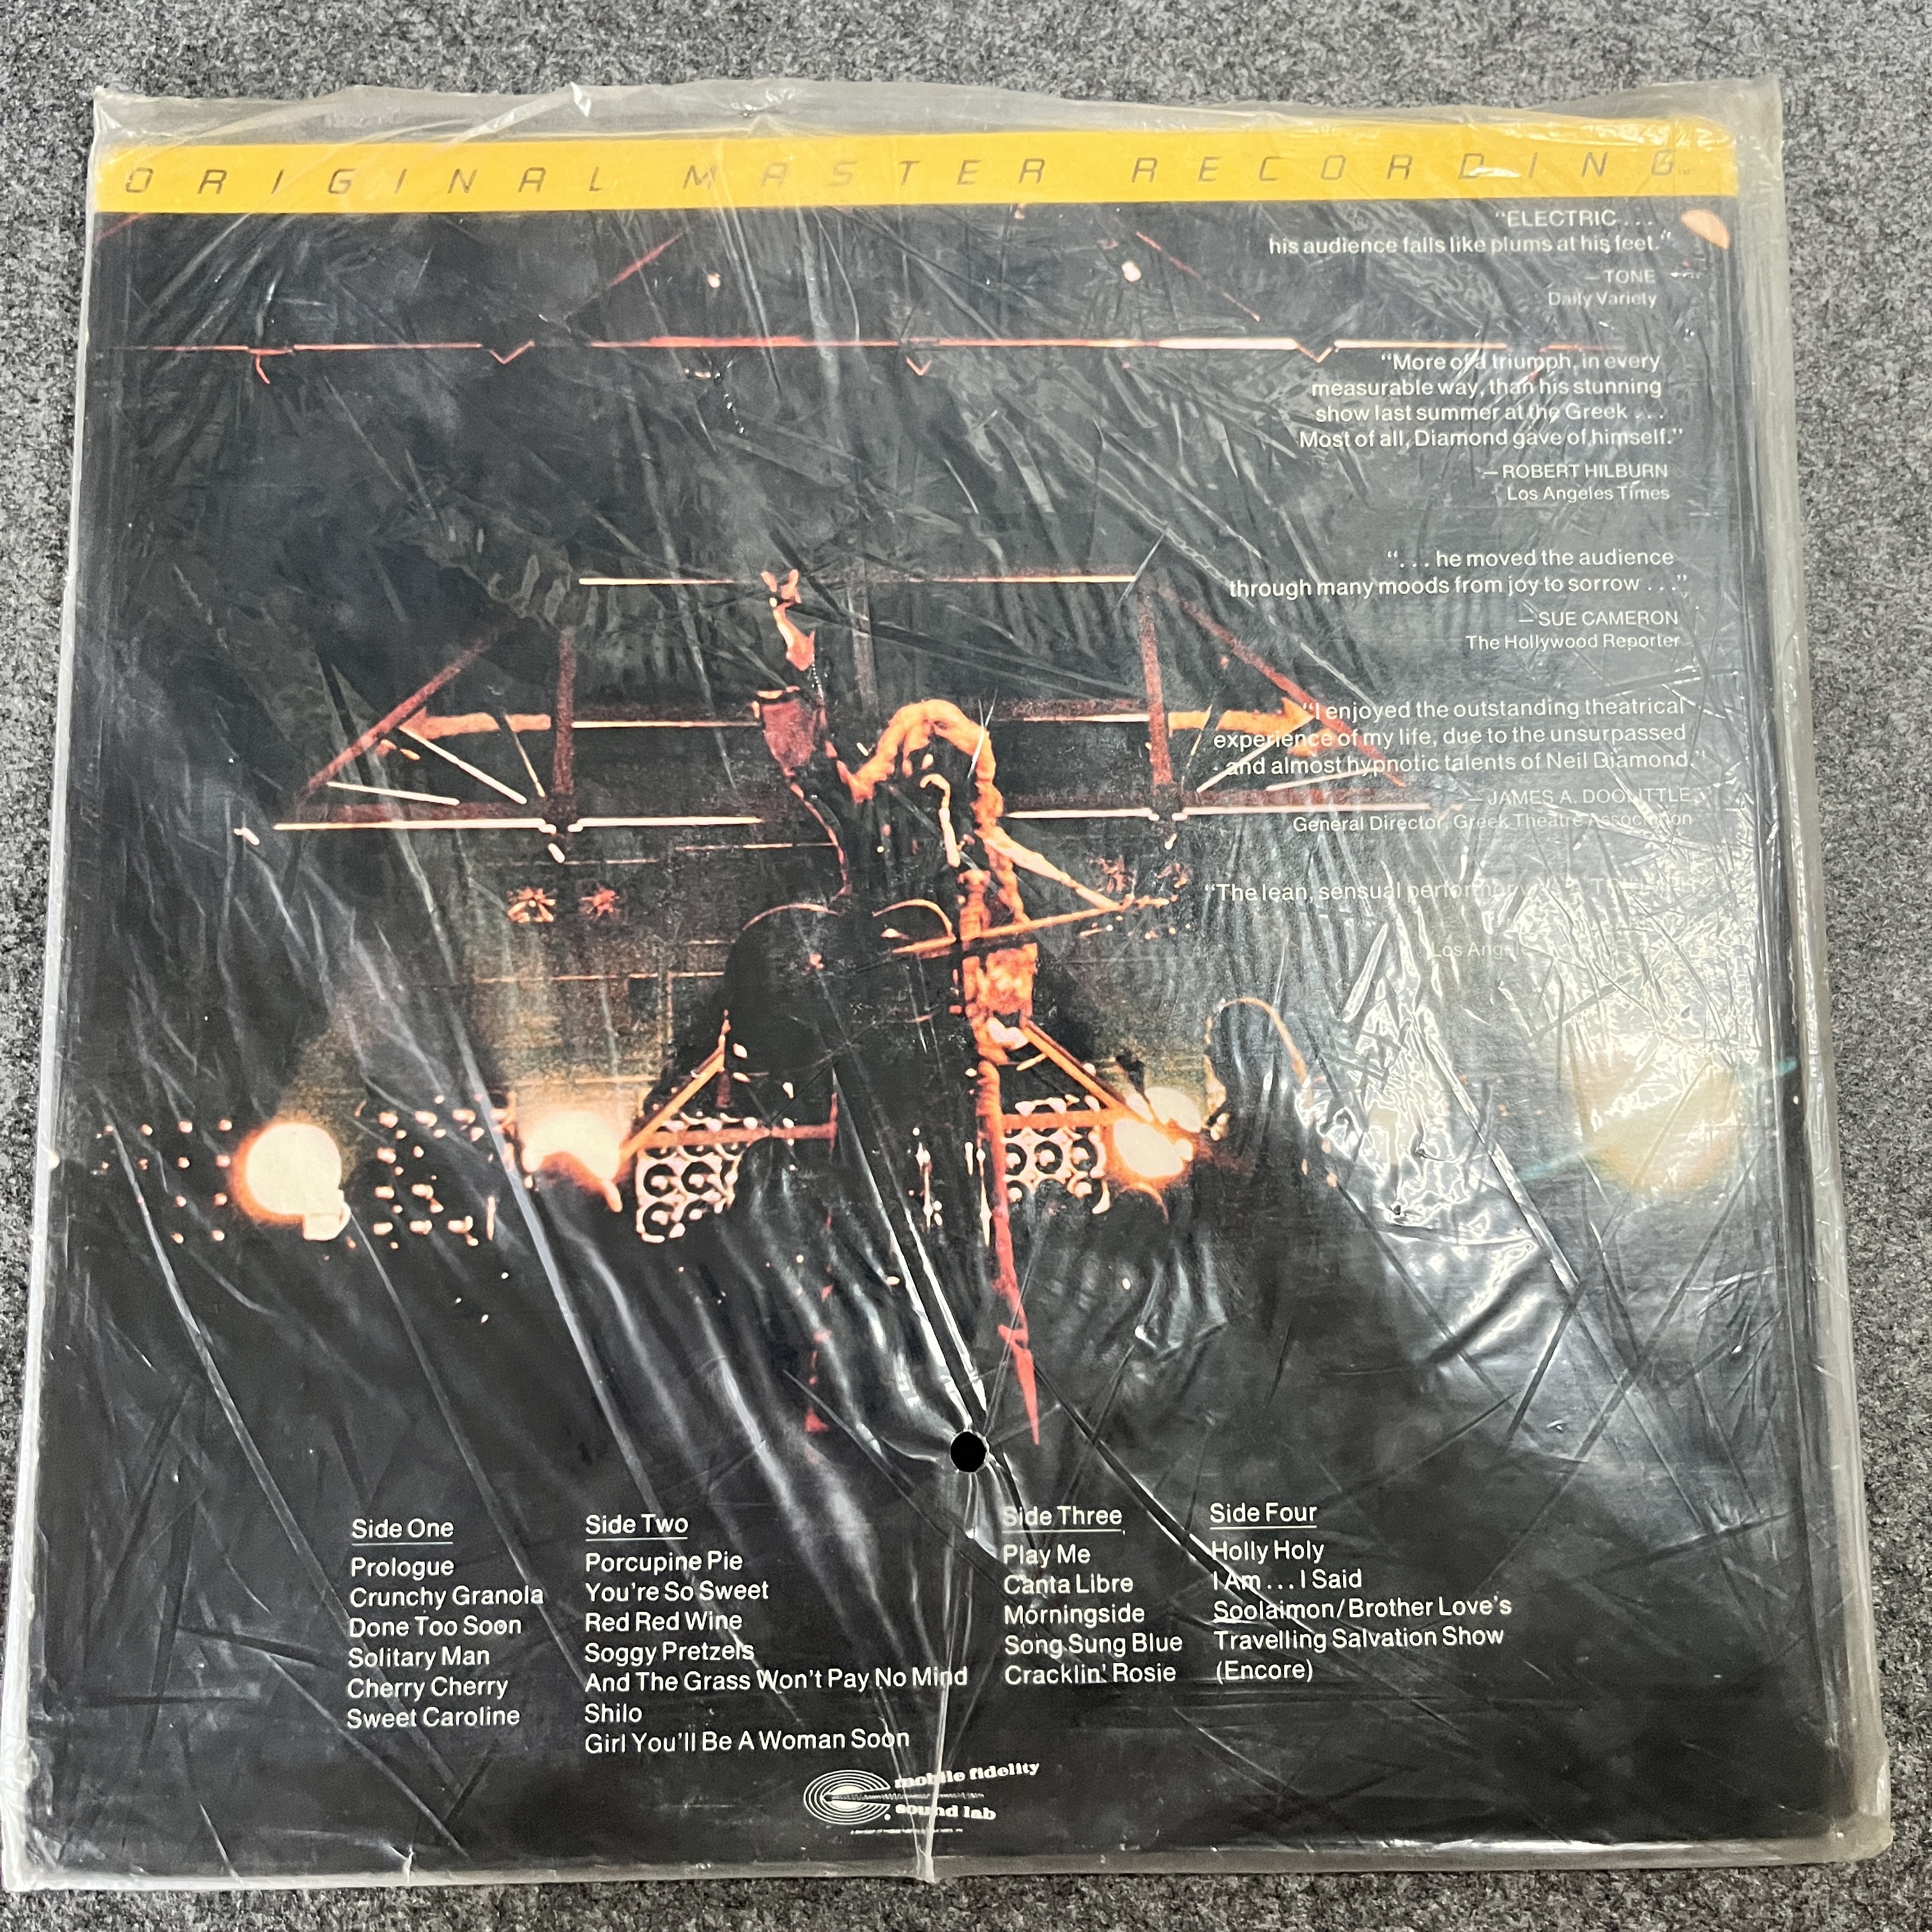 ORIGINAL MASTER RECORDING
“ELECTRIC...
his audience falls like plums at his feet.”
— TONE
Daily Variety
“More of a triumph, in every
measurable way, than his stunning
show last summer at the Greek...
Most of all, Diamond gave of himself.”
— ROBERT HILBURN
Los Angeles Times
“...he moved the audience
through many moods from joy to sorrow...”
— SUE CAMERON
The Hollywood Reporter
“I enjoyed the outstanding theatrical
experience of my life, due to the unsurpassed
and almost hypnotic talents of Neil Diamond.”
— JAMES A. DOOLITTLE
General Director, Greek Theatre Association
“The lean, sensual
Los
Side One
Prologue
Crunchy Granola
Done Too Soon
Solitary Man
Cherry Cherry
Sweet Caroline
Side Two
Porcupine Pie
You’re So Sweet
Red Red Wine
Soggy Pretzels
And The Grass Won’t Pay No Mind
Shilo
Girl You’ll Be A Woman Soon
Side Three
Play Me
Canta Libre
Morningside
Song Sung Blue
Cracklin’ Rosie
Side Four
Holly Holy
I Am...I Said
Soolaimon/Brother Love’s
Travelling Salvation Show
(Encore)
mobile fidelity
sound lab